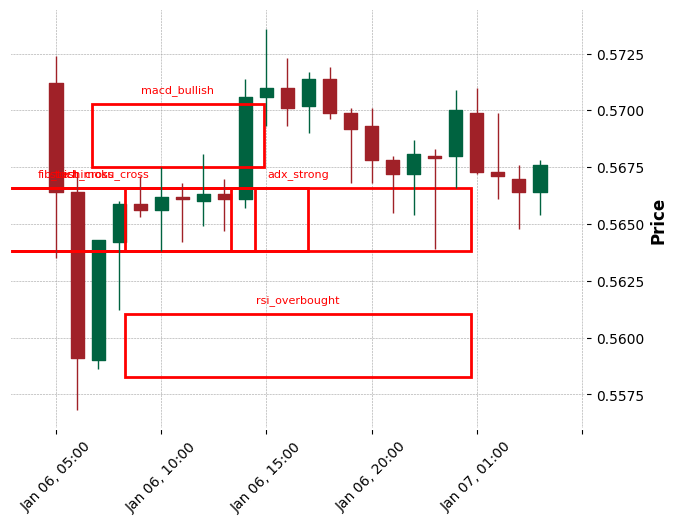 macd_bullish
adx_strong
rsi_overbought
0.5725
0.5700
0.5675
0.5650
0.5625
0.5600
0.5575
Price
Jan 06, 05:00
Jan 06, 10:00
Jan 06, 15:00
Jan 06, 20:00
Jan 07, 01:00